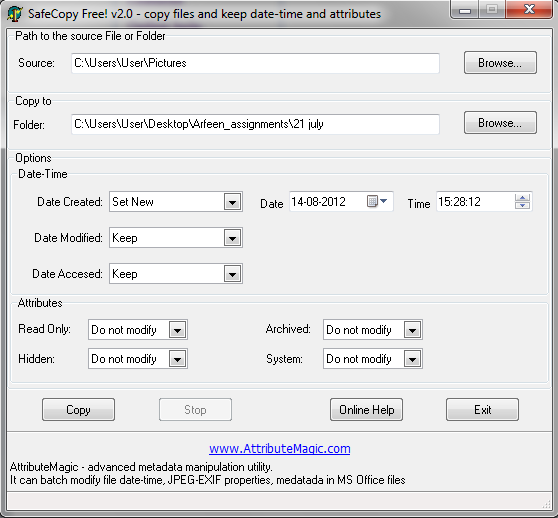 SafeCopy Free! v2.0 - copy files and keep date-time and attributes
Path to the source File or Folder
Source: C:\Users\User\Pictures Browse...
Copy to
Folder: C:\Users\User\Desktop\Arfeen_assignments\21 july Browse...
Options
Date-Time
Date Created: Set New Date 14-08-2012 Time 15:28:12
Date Modified: Keep
Date Accesed: Keep
Attributes
Read Only: Do not modify Archived: Do not modify
Hidden: Do not modify System: Do not modify
Copy Stop Online Help Exit
www.AttributeMagic.com
AttributeMagic - advanced metadata manipulation utility.
It can batch modify file date-time, JPEG-EXIF properties, medatada in MS Office files